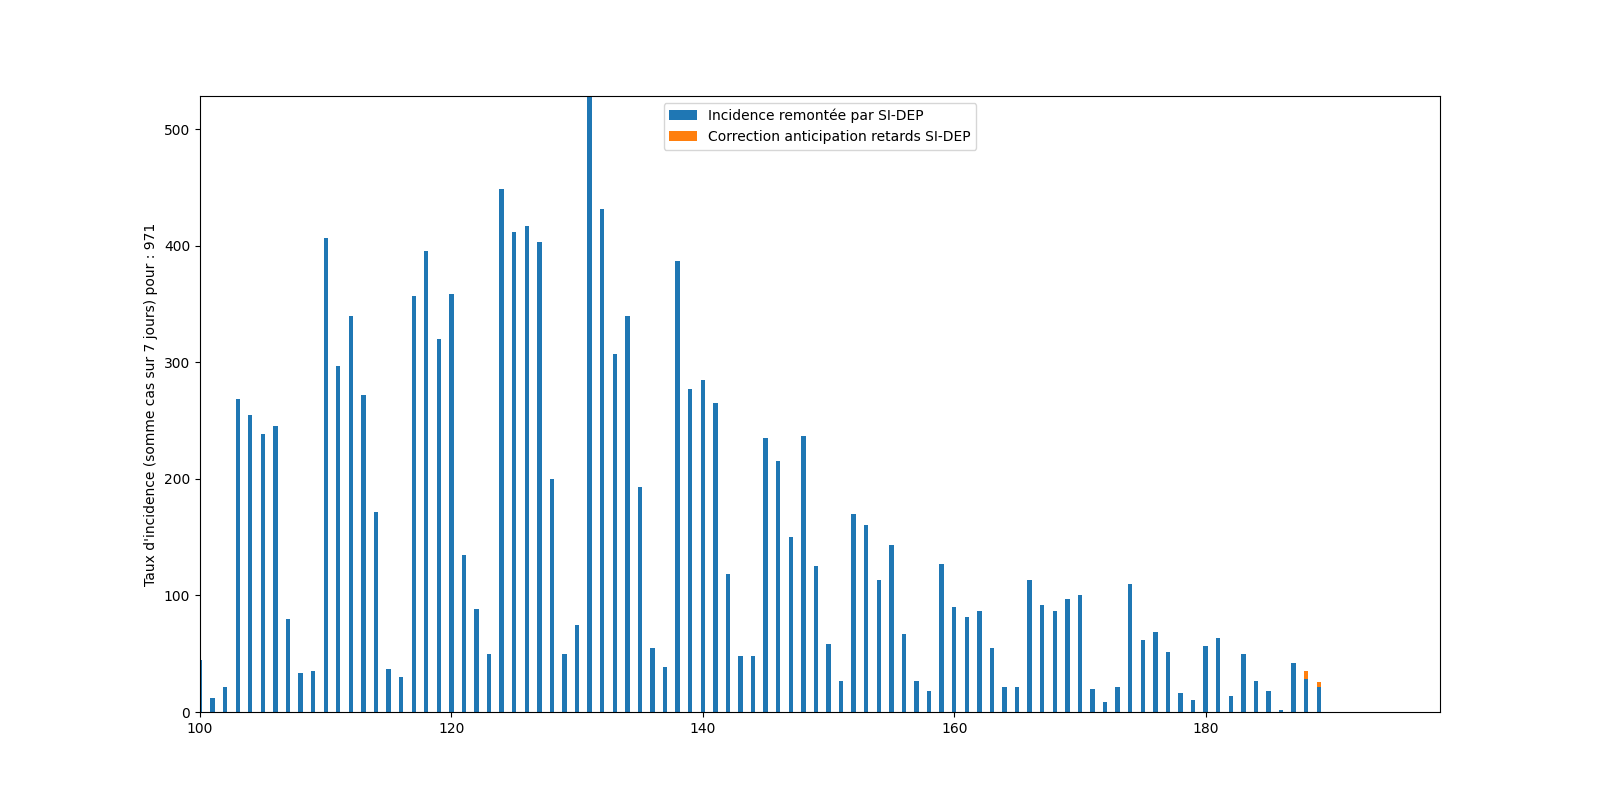 Incidence remontée par SI-DEP
Correction anticipation retards SI-DEP
Taux d'incidence (somme cas sur 7 jours) pour : 971
500
400
300
200
100
0
100 120 140 160 180